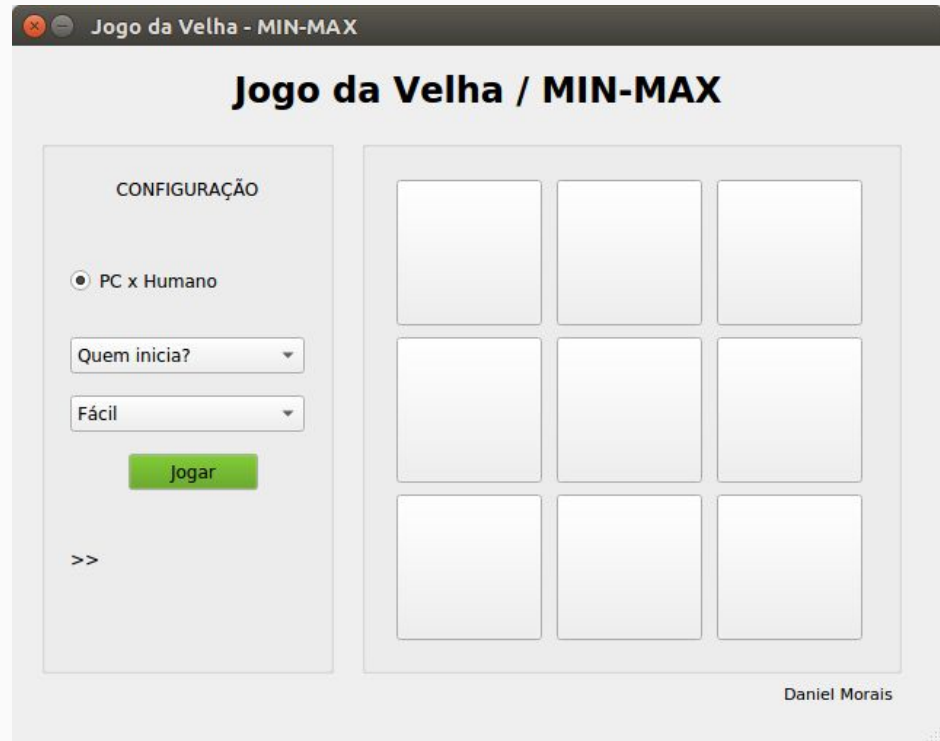 Jogo da Velha - MIN-MAX
Jogo da Velha / MIN-MAX
CONFIGURAÇÃO
PC x Humano
Quem inicia?
Fácil
Jogar
>>
Daniel Morais